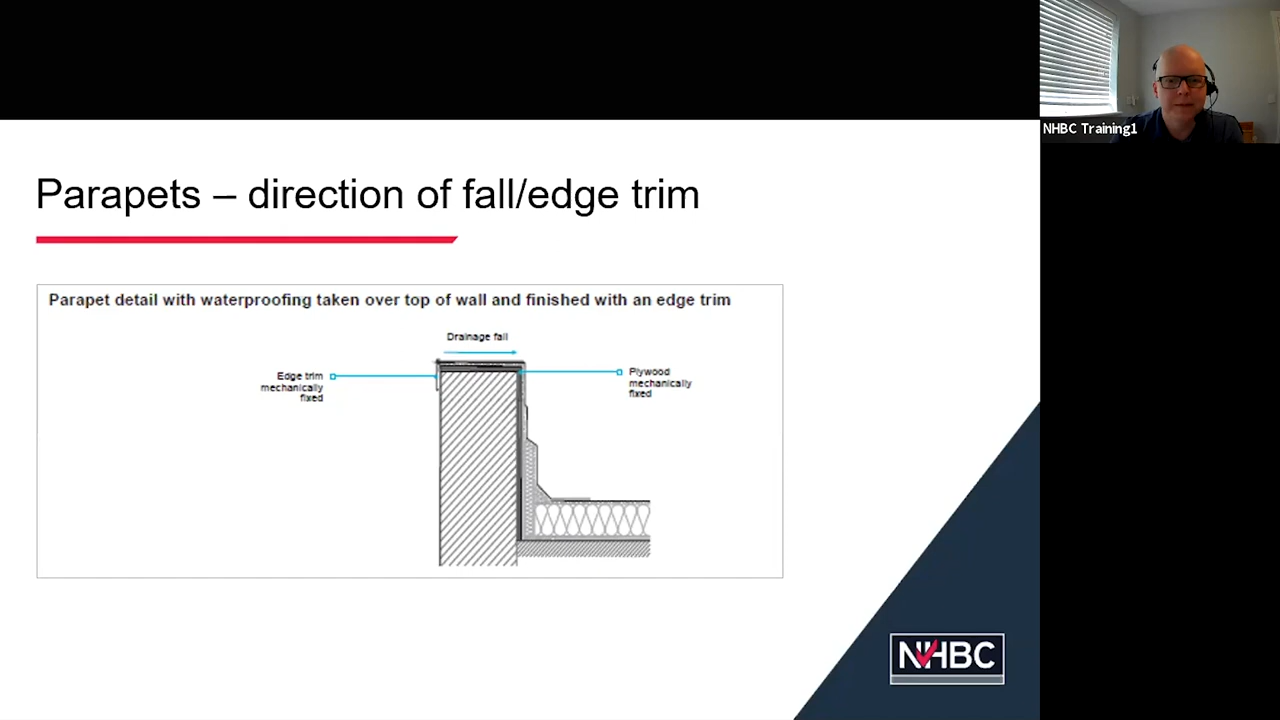 NHBC Training1
Parapets – direction of fall/edge trim
Parapet detail with waterproofing taken over top of wall and finished with an edge trim
Drainage fall
Edge trim
mechanically
fixed
Plywood
mechanically
fixed
NHBC